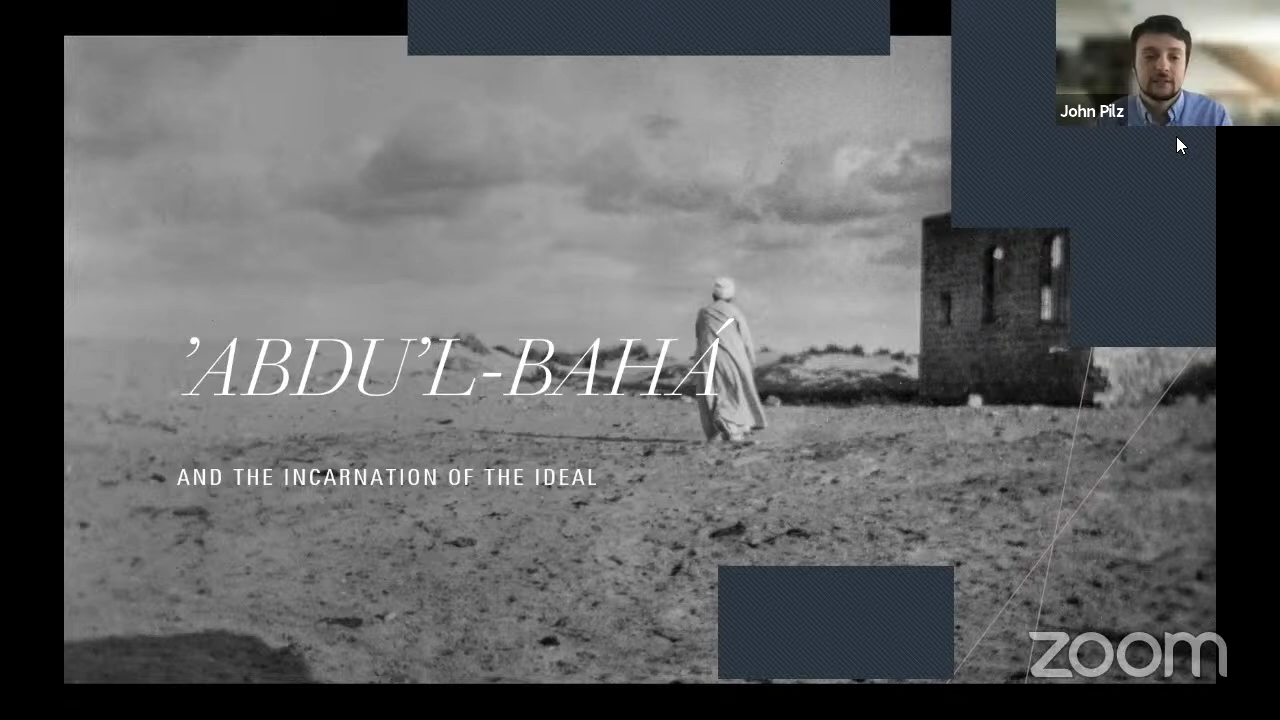 John Pilz
’ABDU’L-BAHÁ
AND THE INCARNATION OF THE IDEAL
zoom